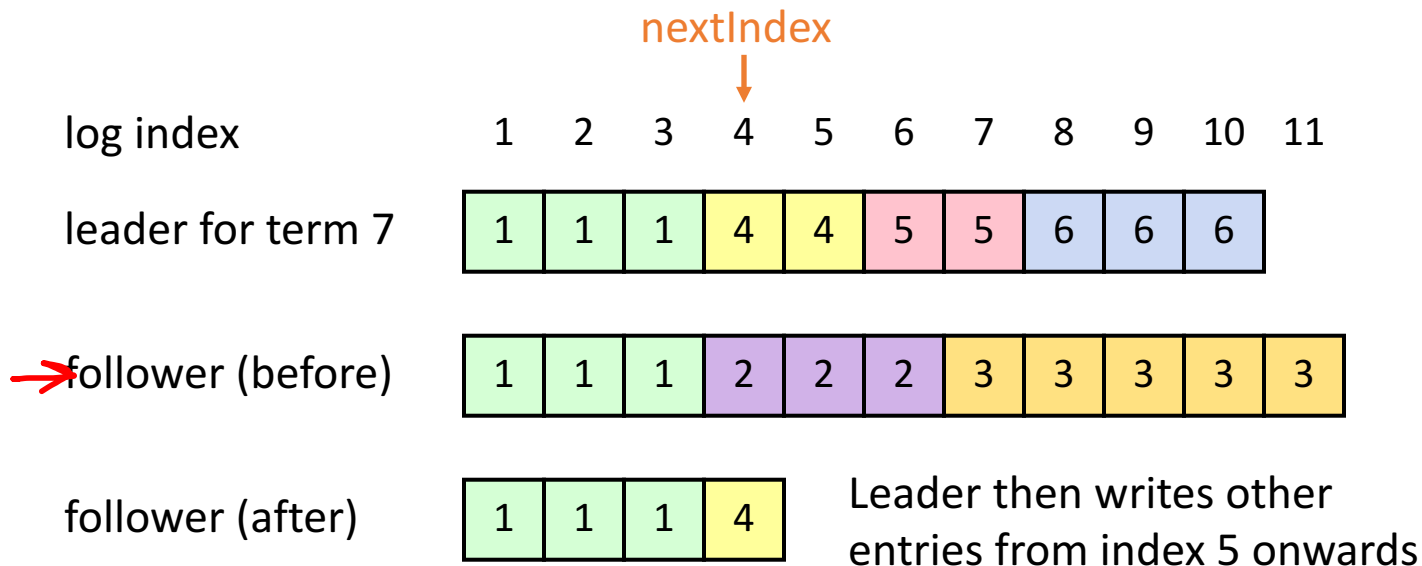 nextIndex
log index 1 2 3 4 5 6 7 8 9 10 11
leader for term 7 1 1 1 4 4 5 5 6 6 6
follower (before) 1 1 1 2 2 2 3 3 3 3 3
follower (after) 1 1 1 4
Leader then writes other
entries from index 5 onwards